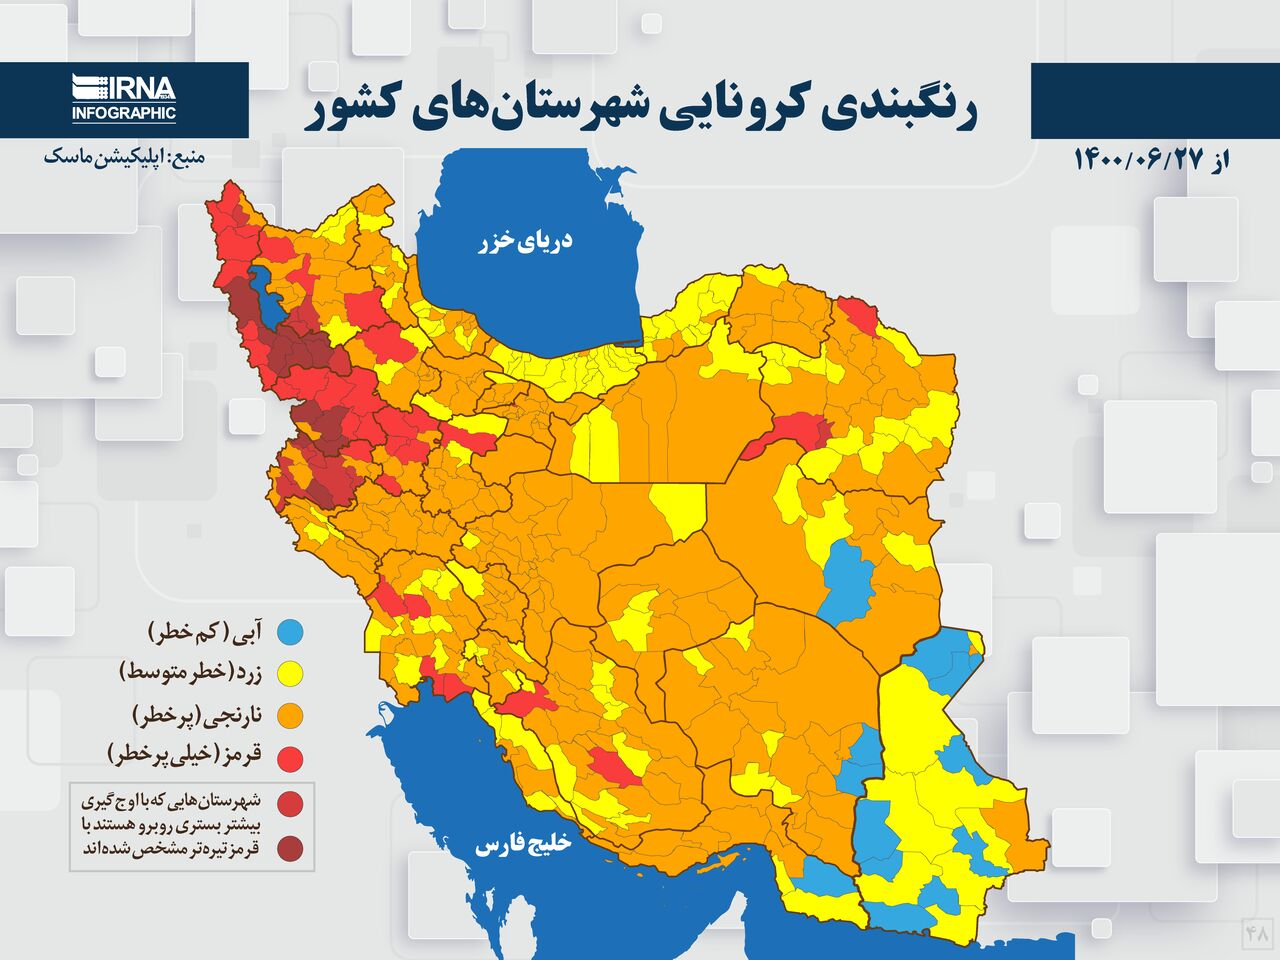 رنگبندی کرونایی شهرستان‌های کشور
IRNA
INFOGRAPHIC
منبع: اپلیکیشن ماسک
از ۱۴۰۰/۰۶/۲۷
دریای خزر
آبی (کم خطر)
زرد (خطر متوسط)
نارنجی (پرخطر)
قرمز (خیلی پرخطر)
شهرستان‌هایی که با اوج گیری
بیشتر بستری روبرو هستند با
قرمز تیره‌تر مشخص شده‌اند
خلیج فارس
۴۸